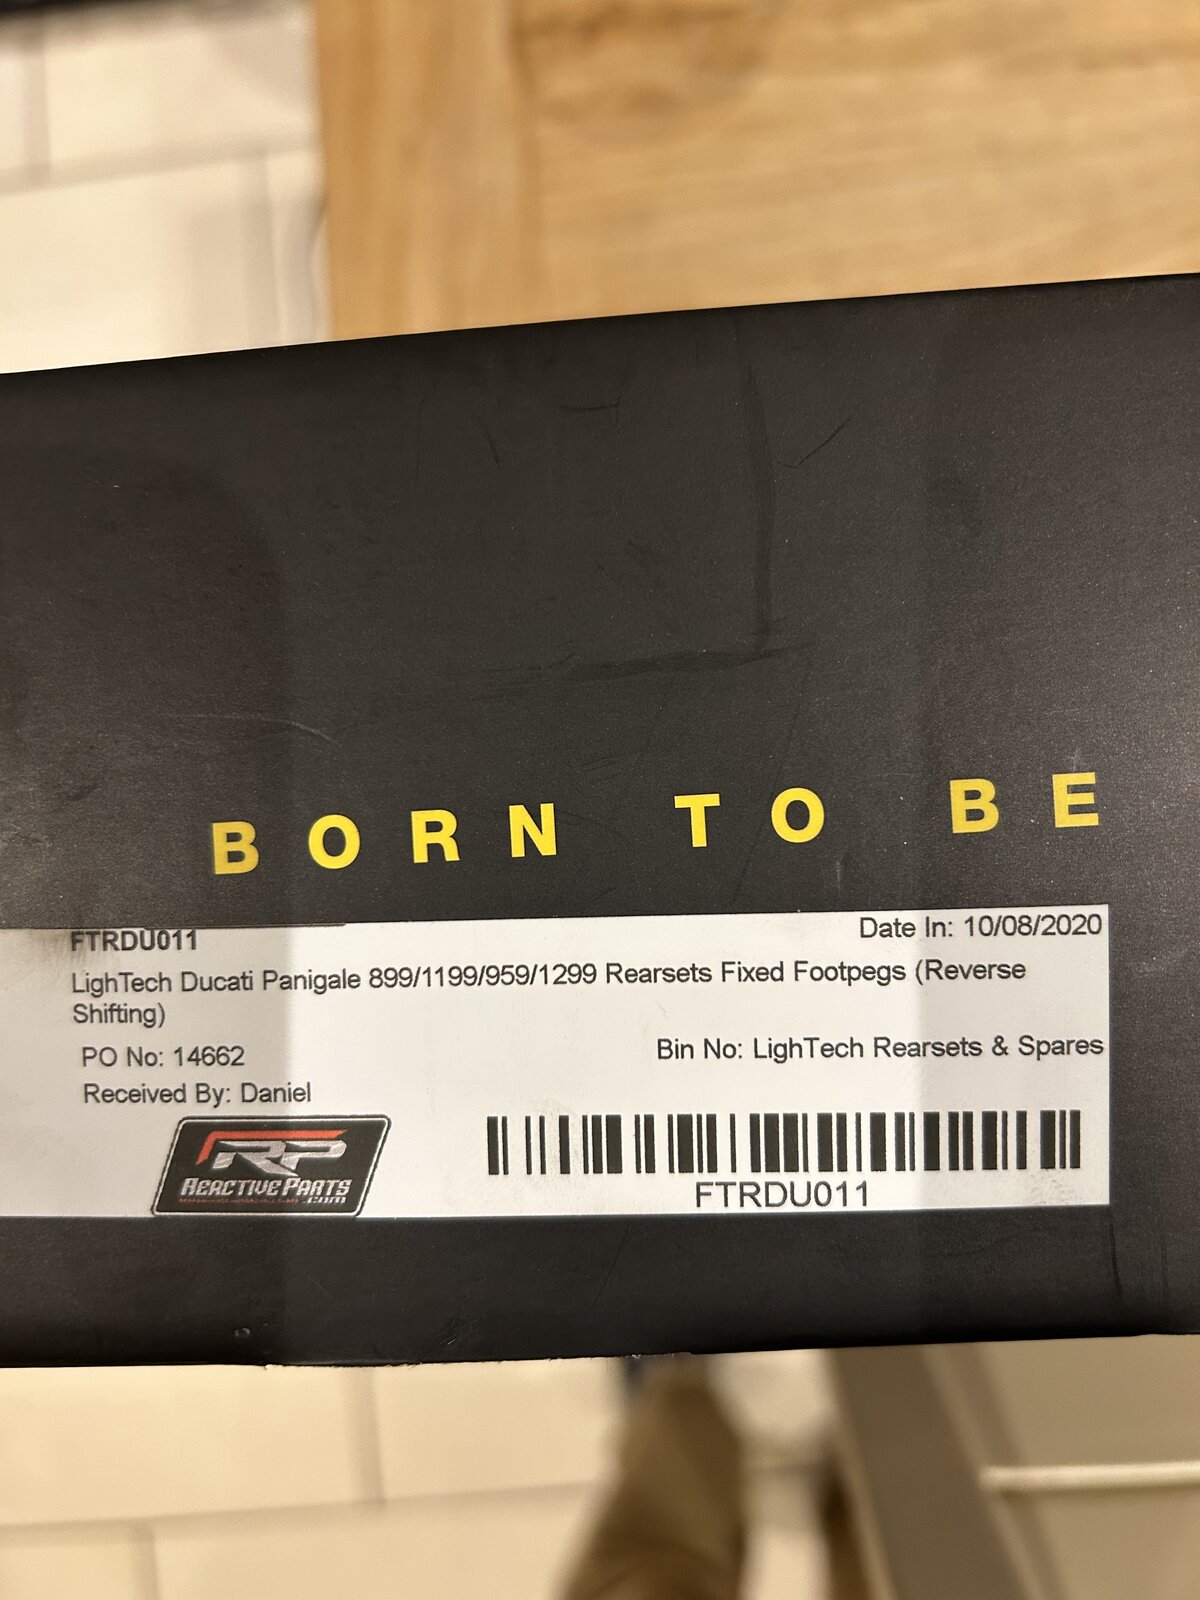 BORN TO BE
FTRDU011
Date In: 10/08/2020
LighTech Ducati Panigale 899/1199/959/1299 Rearsets Fixed Footpegs (Reverse
Shifting)
PO No: 14662
Bin No: LighTech Rearsets & Spares
Received By: Daniel
RP
REACTIVE PARTS
.COM
FTRDU011